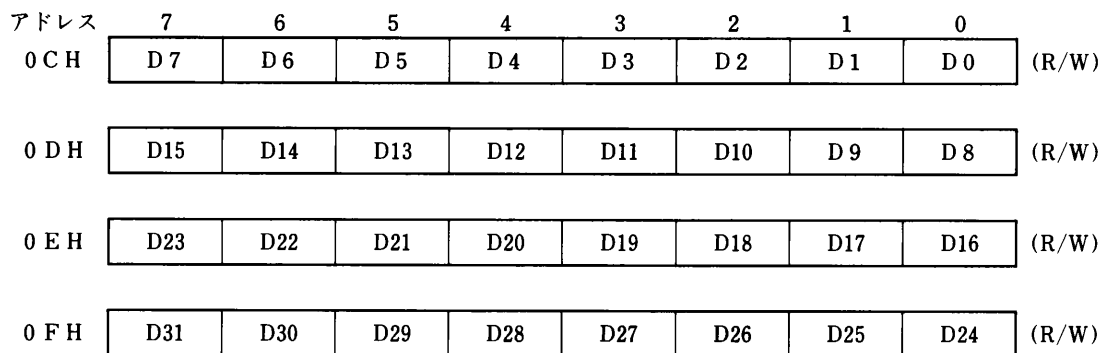 アドレス 7 6 5 4 3 2 1 0
0CH D7 D6 D5 D4 D3 D2 D1 D0 (R/W)
0DH D15 D14 D13 D12 D11 D10 D9 D8 (R/W)
0EH D23 D22 D21 D20 D19 D18 D17 D16 (R/W)
0FH D31 D30 D29 D28 D27 D26 D25 D24 (R/W)